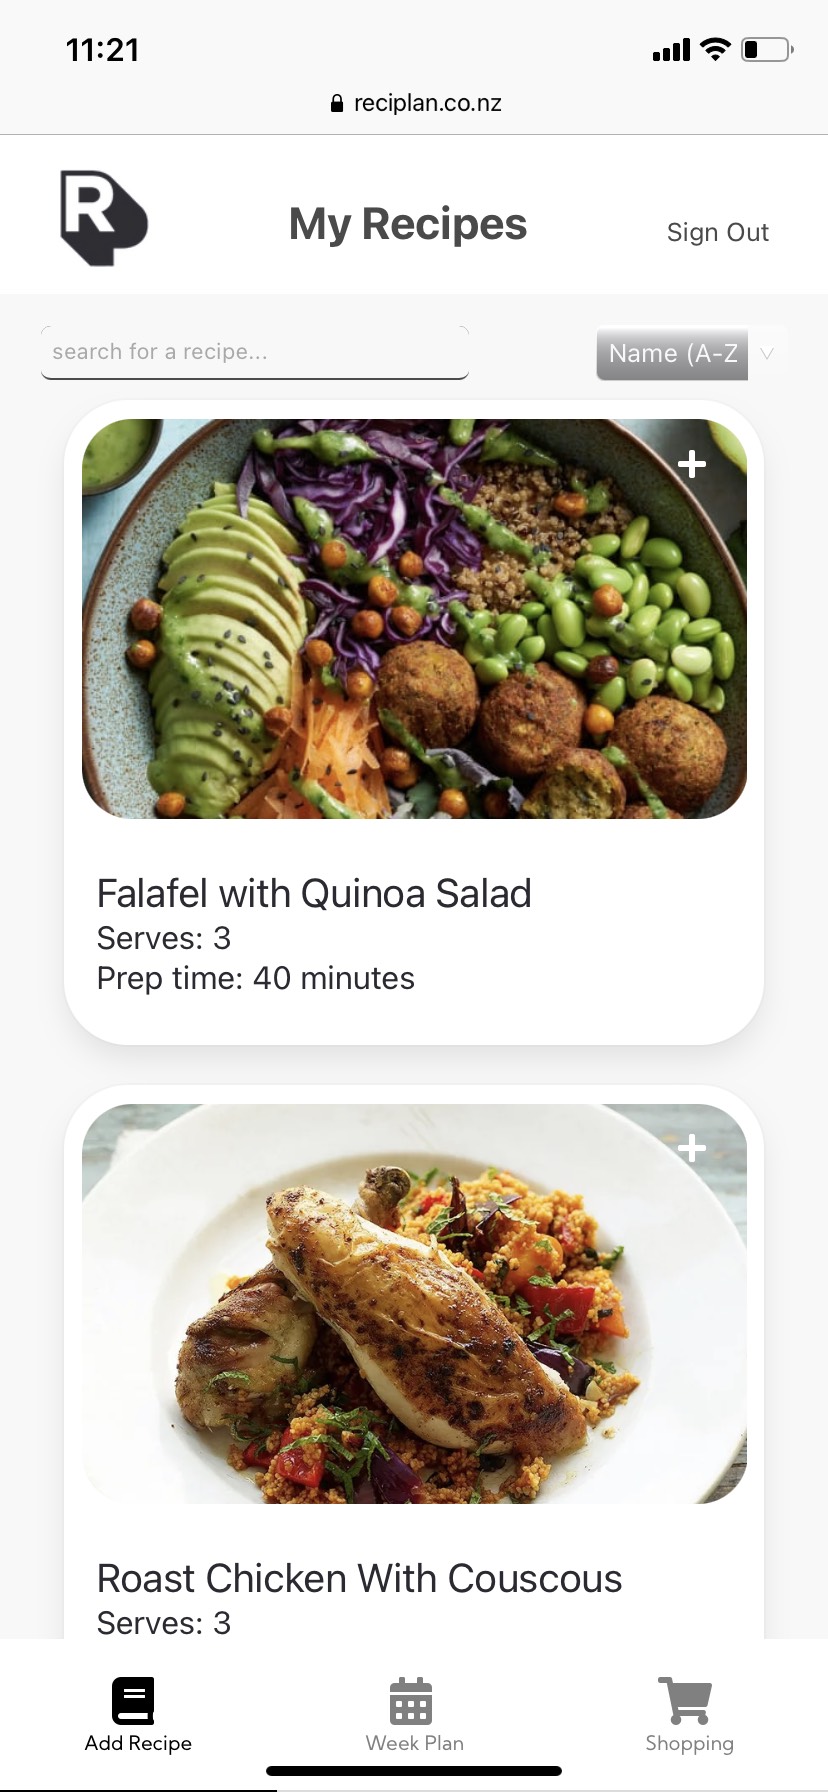 11:21
reciplan.co.nz
R
My Recipes
Sign Out
search for a recipe...
Name (A-Z
Falafel with Quinoa Salad
Serves: 3
Prep time: 40 minutes
Roast Chicken With Couscous
Serves: 3
Add Recipe
Week Plan
Shopping